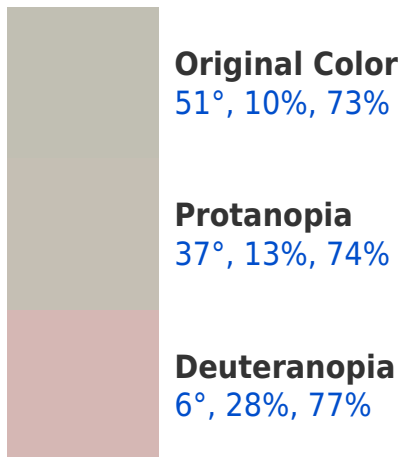 Original Color
51°, 10%, 73%
Protanopia
37°, 13%, 74%
Deuteranopia
6°, 28%, 77%